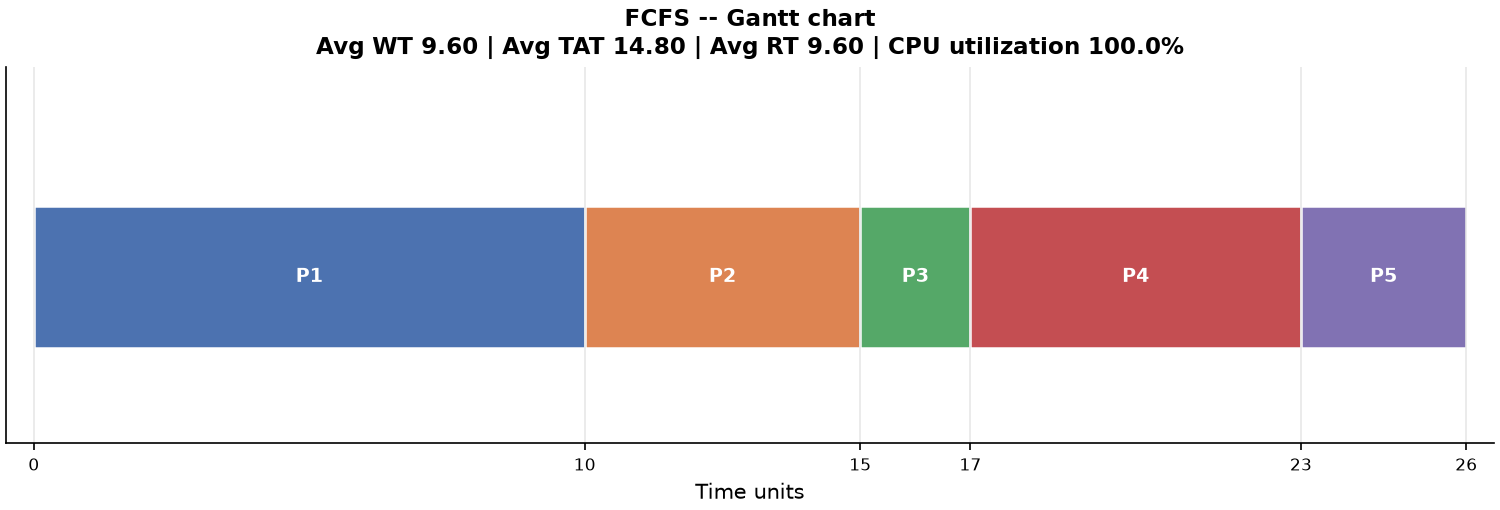 FCFS -- Gantt chart
Avg WT 9.60 | Avg TAT 14.80 | Avg RT 9.60 | CPU utilization 100.0%
P1 P2 P3 P4 P5
0 10 15 17 23 26
Time units